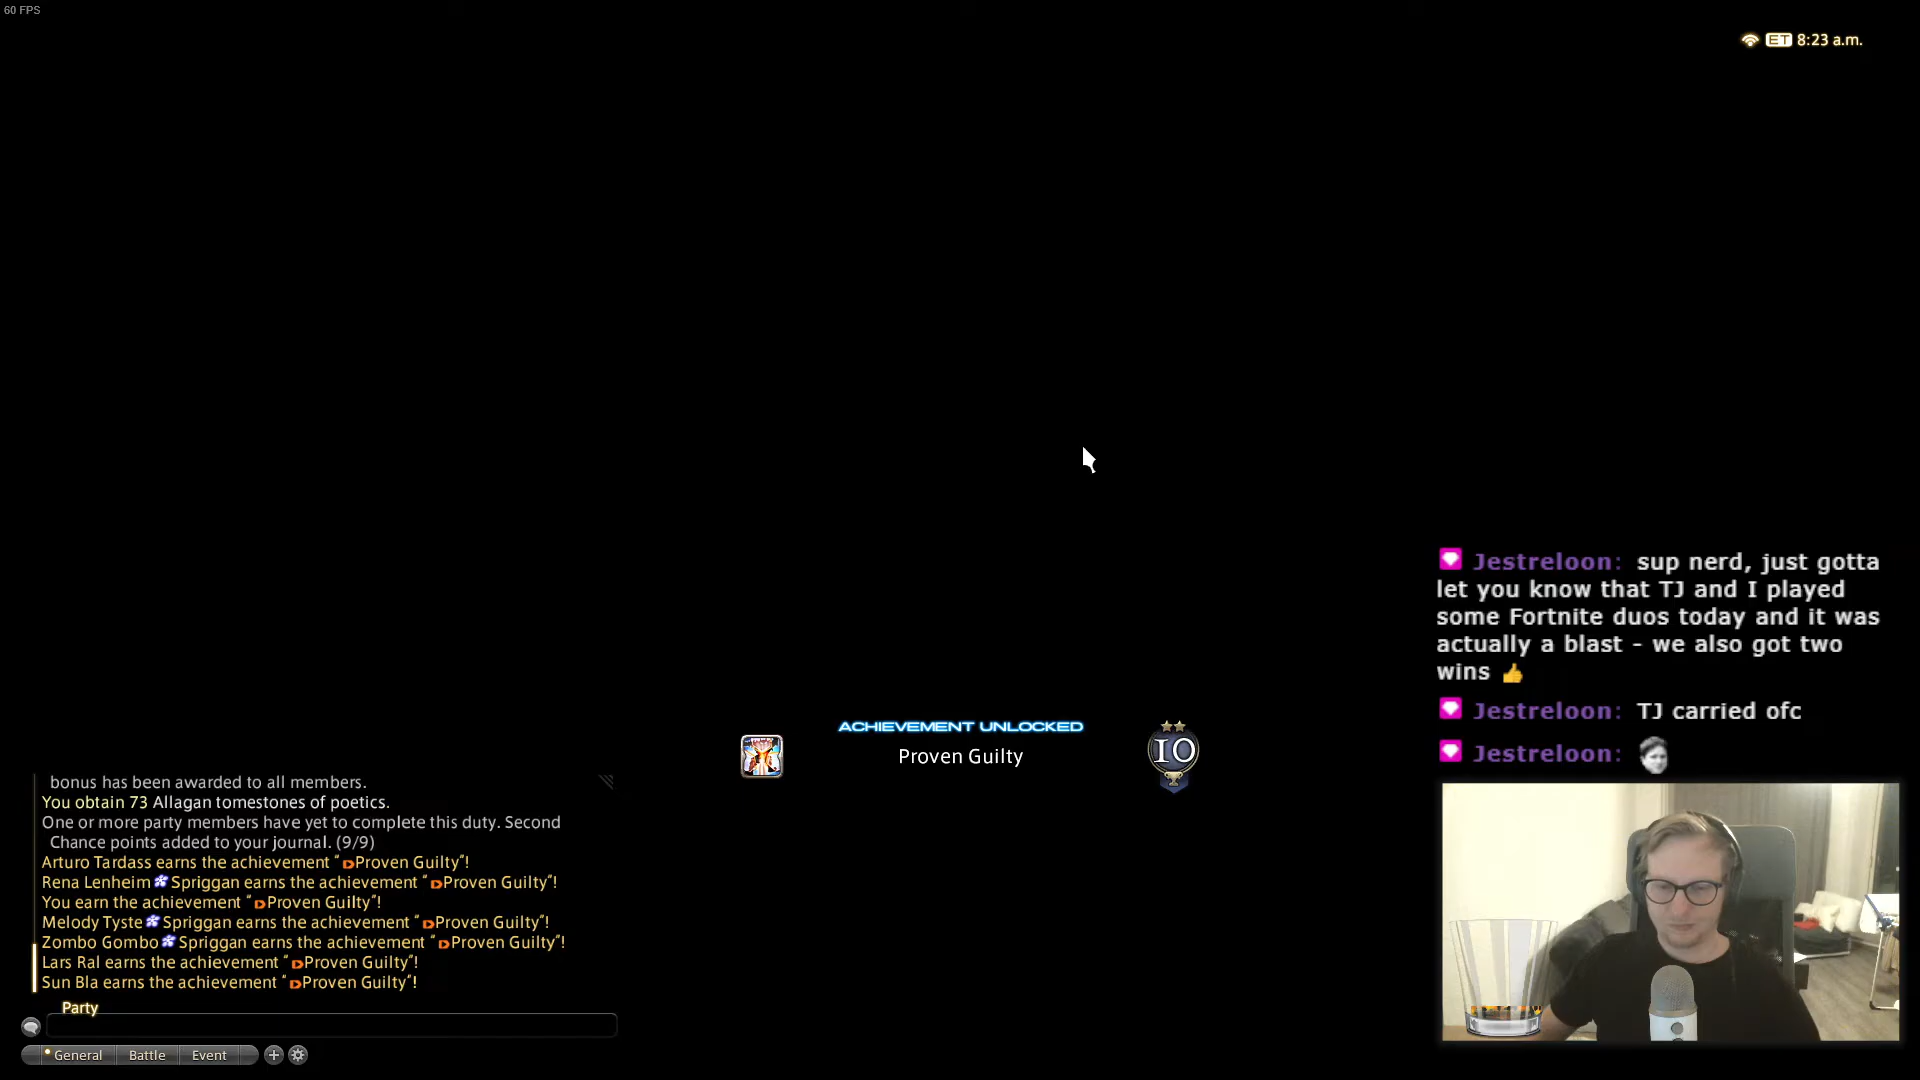 60 FPS
ET 8:23 a.m.
Jestreloon: sup nerd, just gotta
let you know that TJ and I played
some Fortnite duos today and it was
actually a blast - we also got two
wins 👍
Jestreloon: TJ carried ofc
Jestreloon:
ACHIEVEMENT UNLOCKED
Proven Guilty
10
bonus has been awarded to all members.
You obtain 73 Allagan tomestones of poetics.
One or more party members have yet to complete this duty. Second
Chance points added to your journal. (9/9)
Arturo Tardass earns the achievement “Proven Guilty”!
Rena Lenheim Spriggan earns the achievement “Proven Guilty”!
You earn the achievement “Proven Guilty”!
Melody Tyste Spriggan earns the achievement “Proven Guilty”!
Zombo Gombo Spriggan earns the achievement “Proven Guilty”!
Lars Ral earns the achievement “Proven Guilty”!
Sun Bla earns the achievement “Proven Guilty”!
Party
General Battle Event